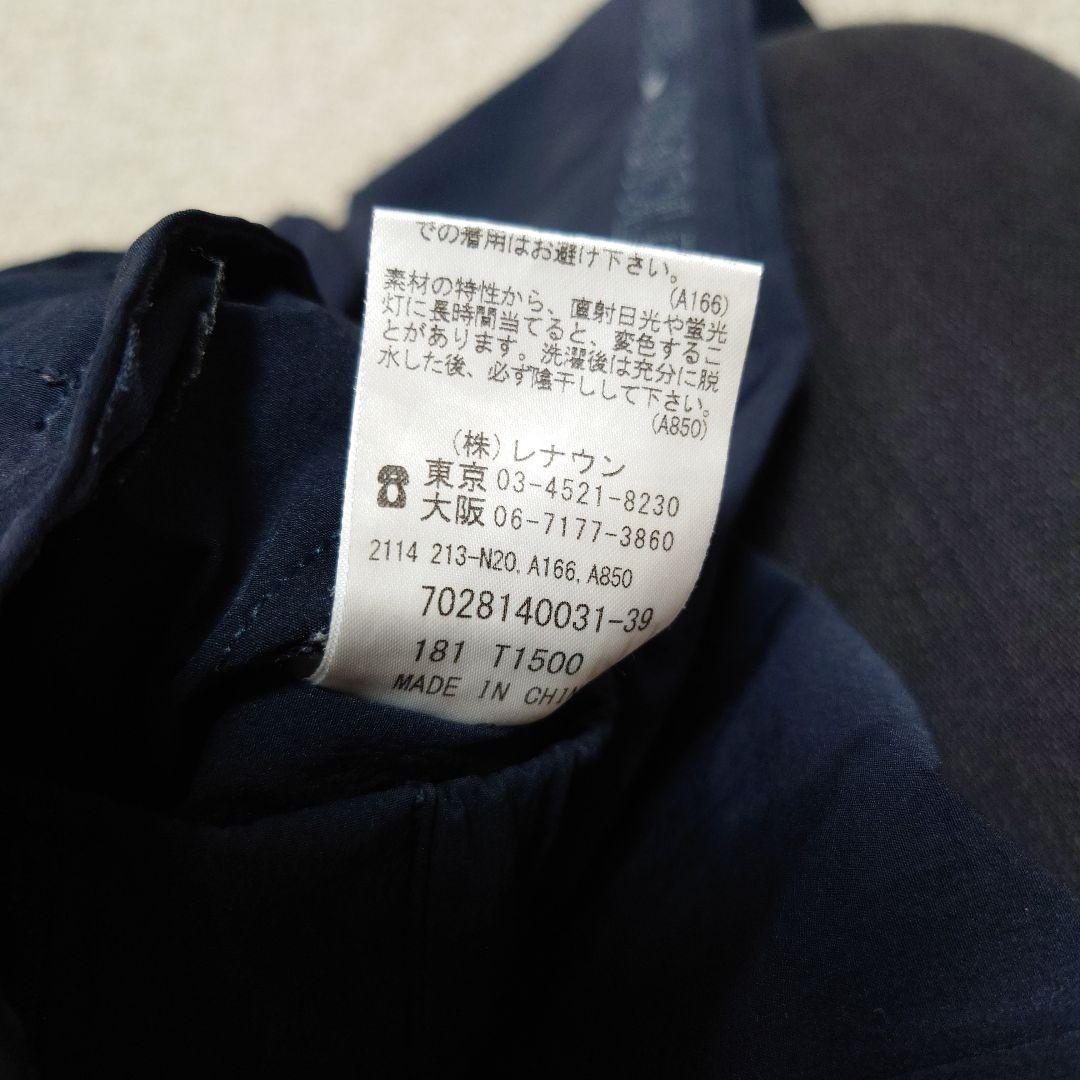 での着用はお避け下さい。
(A166)
素材の特性から、直射日光や蛍光
灯に長時間当てると、変色するこ
とがあります。洗濯後は充分に脱
水した後、必ず陰干しして下さい。
(A850)
(株)レナウン
東京 03-4521-8230
大阪 06-7177-3860
2114 213-N20, A166, A850
7028140031-39
181 T1500
MADE IN CHIN